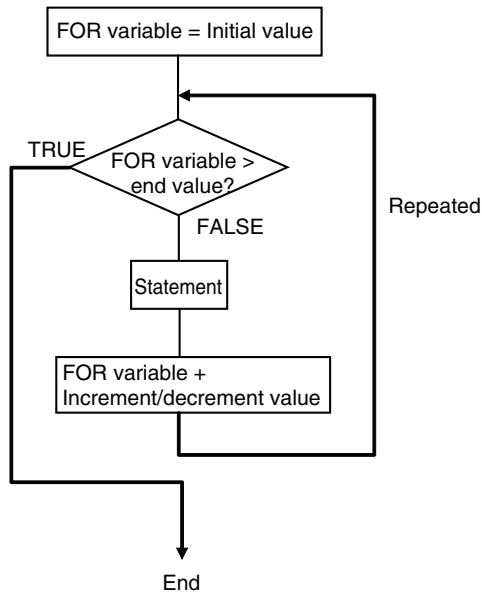 FOR variable = Initial value
TRUE
FOR variable >
end value?
Repeated
FALSE
Statement
FOR variable +
Increment/decrement value
End